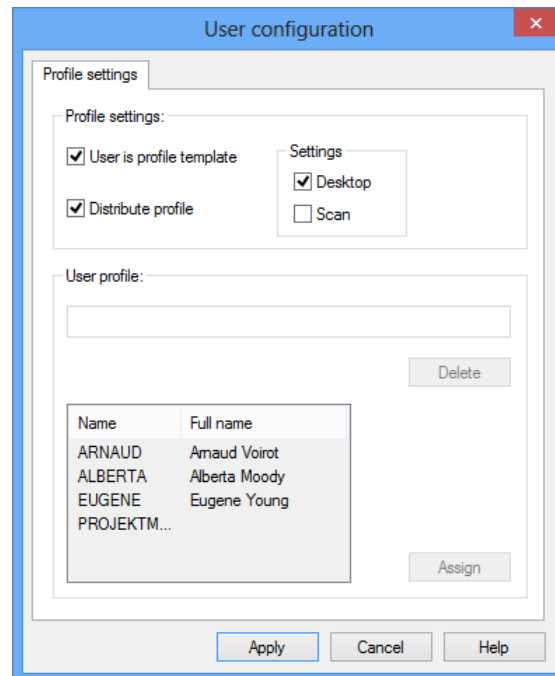 User configuration
Profile settings
Profile settings:
User is profile template
Settings
Desktop
Distribute profile
Scan
User profile:
Delete
Name Full name
ARNAUD Arnaud Voirot
ALBERTA Alberta Moody
EUGENE Eugene Young
PROJEKTM...
Assign
Apply Cancel Help